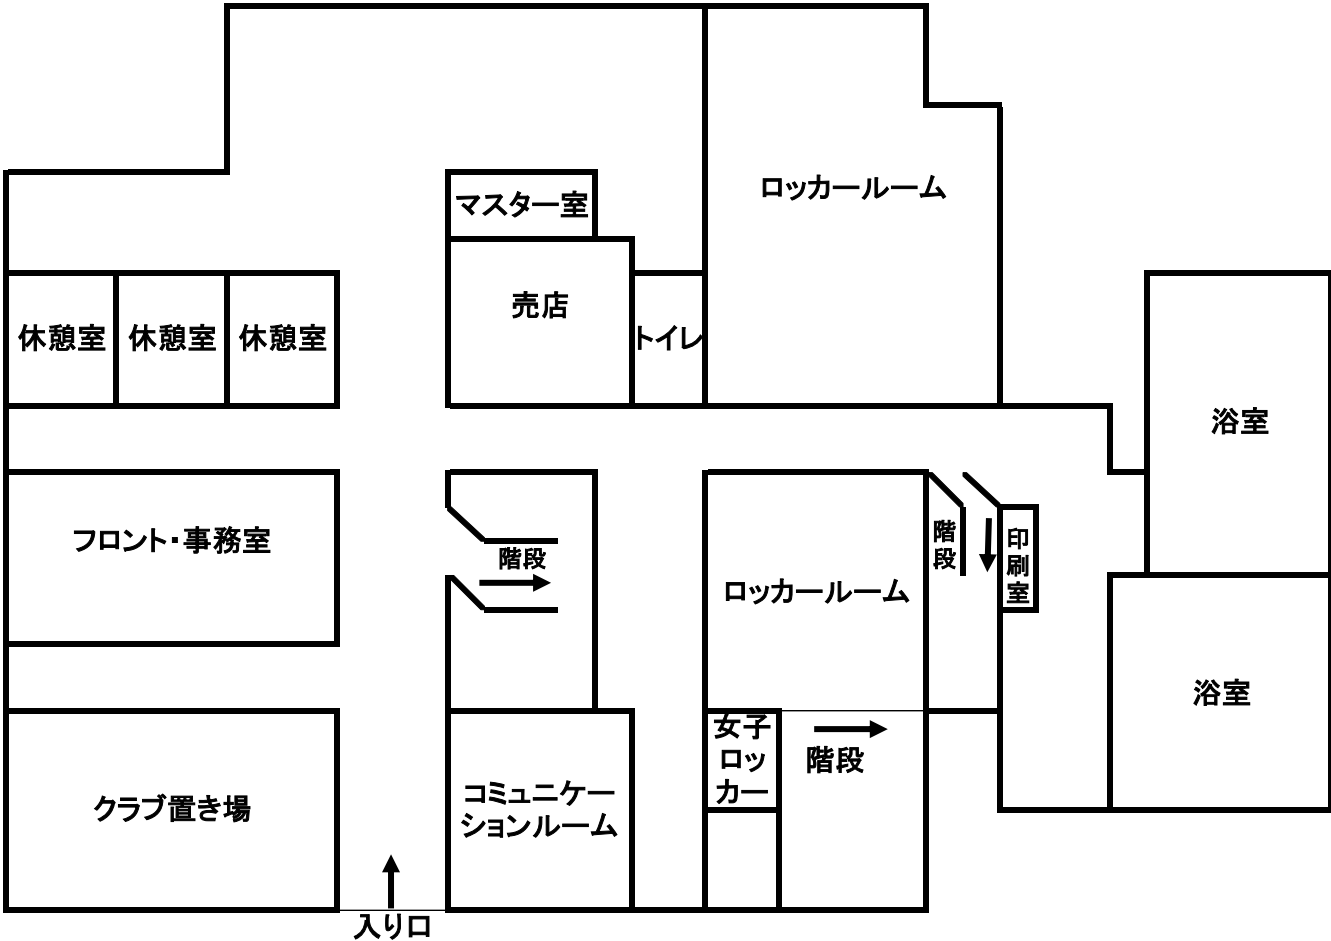 ロッカールーム
マスター室
売店
トイレ
休憩室
休憩室
休憩室
浴室
フロント・事務室
階段
階
段
印
刷
室
ロッカールーム
浴室
女子
ロッ
カー
階段
クラブ置き場
コミュニケー
ションルーム
入り口